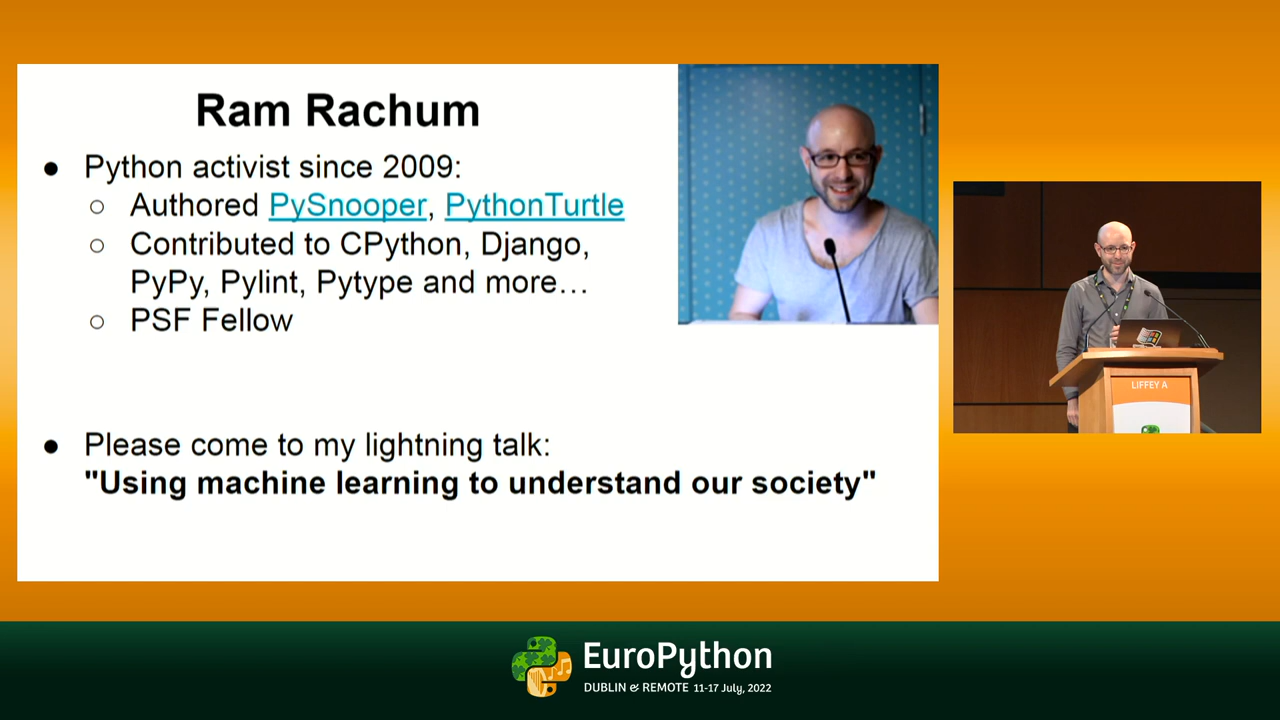 Ram Rachum
● Python activist since 2009:
○ Authored PySnooper, PythonTurtle
○ Contributed to CPython, Django,
PyPy, Pylint, Pytype and more…
○ PSF Fellow
● Please come to my lightning talk:
"Using machine learning to understand our society"
LIFFEY A
EuroPython
DUBLIN & REMOTE 11-17 July, 2022